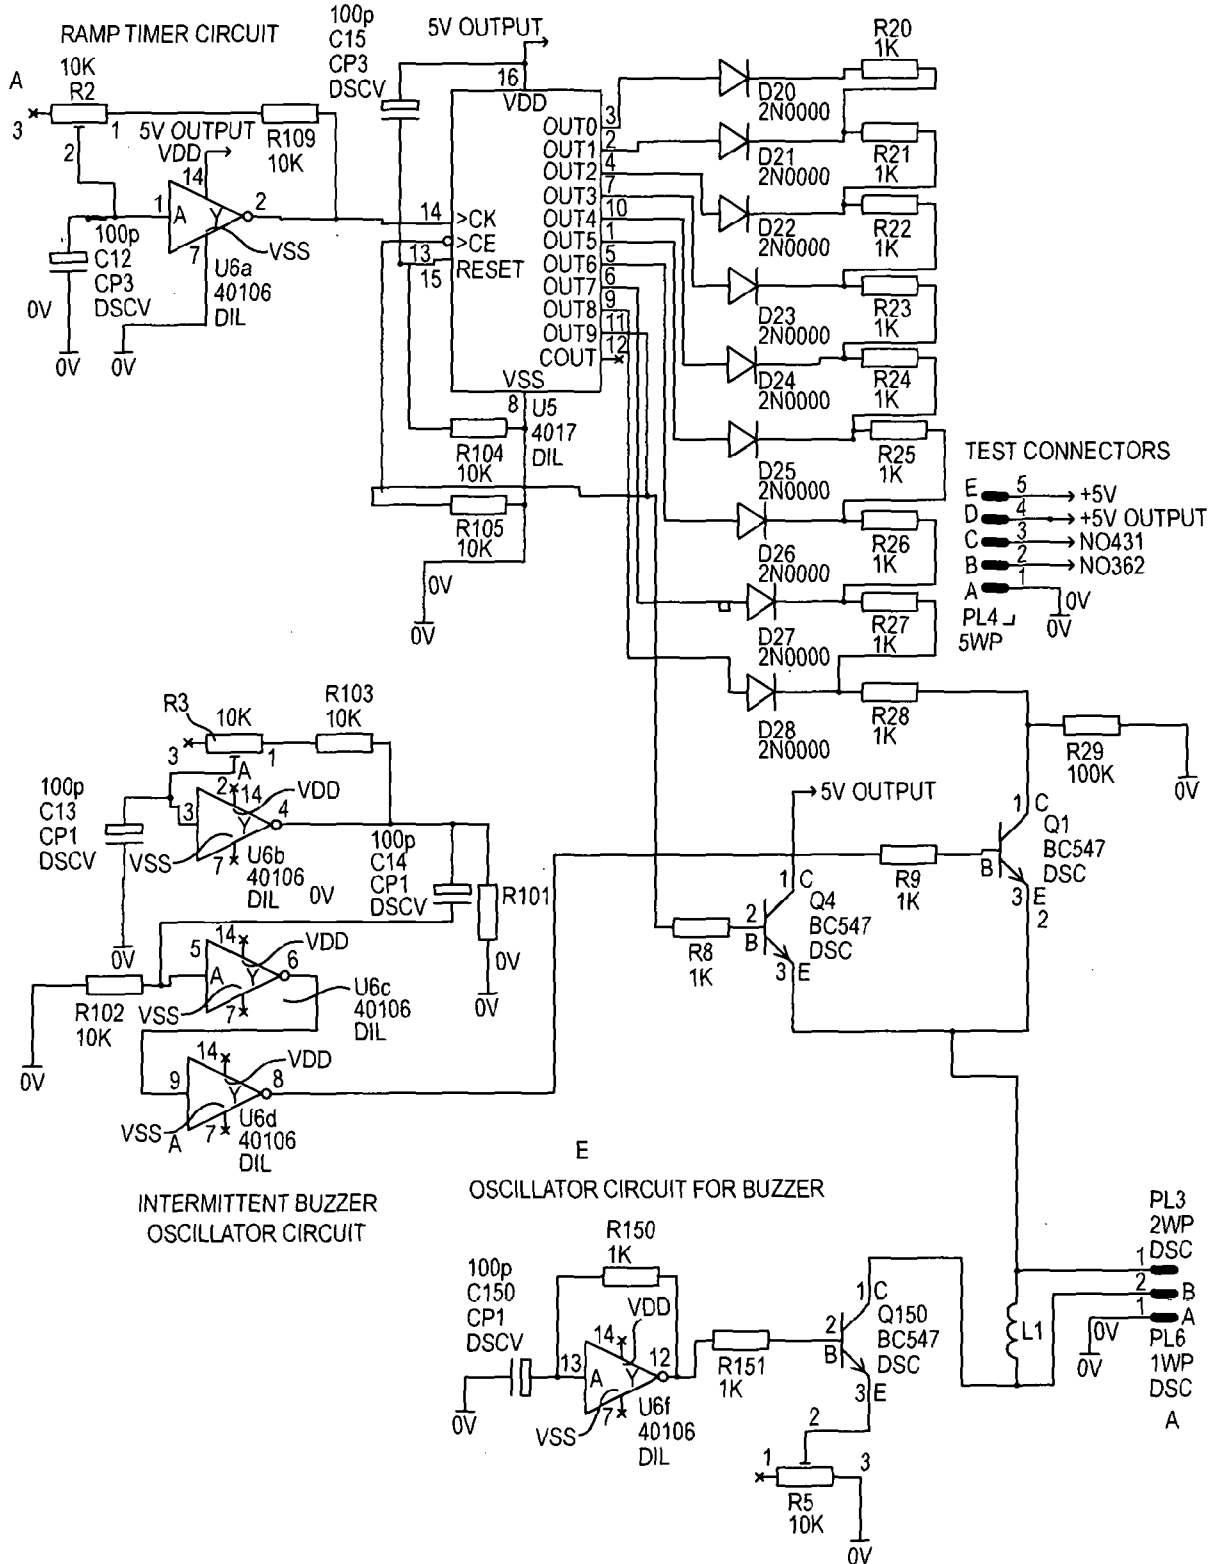 RAMP TIMER CIRCUIT
A
10K
R2
3
1
2
5V OUTPUT
VDD
14
R109
10K
1
A
Y
2
VSS
7
U6a
40106
DIL
100p
C12
CP3
DSCV
0V
0V
0V
100p
C15
CP3
DSCV
5V OUTPUT
16
VDD
14
>CK
>CE
13
RESET
15
OUT0
3
OUT1
2
OUT2
4
OUT3
7
OUT4
10
OUT5
1
OUT6
5
OUT7
6
OUT8
9
OUT9
11
COUT
12
VSS
8
U5
4017
DIL
R104
10K
R105
10K
0V
0V
D20
2N0000
D21
2N0000
D22
2N0000
D23
2N0000
D24
2N0000
D25
2N0000
D26
2N0000
D27
2N0000
D28
2N0000
R20
1K
R21
1K
R22
1K
R23
1K
R24
1K
R25
1K
R26
1K
R27
1K
R28
1K
R29
100K
0V
TEST CONNECTORS
E 5 +5V
D 4 +5V OUTPUT
C 3 NO431
B 2 NO362
A 1
0V
0V
PL4
5WP
R3
10K
3
1
A
2
R103
10K
100p
C13
CP1
DSCV
3
14
VDD
4
Y
VSS
7
U6b
40106
DIL
0V
0V
100p
C14
CP1
DSCV
R101
0V
0V
R102
10K
0V
5
14
VDD
6
A
Y
VSS
7
U6c
40106
DIL
14
VDD
9
8
Y
VSS
A
7
U6d
40106
DIL
INTERMITTENT BUZZER
OSCILLATOR CIRCUIT
5V OUTPUT
1
C
Q4
BC547
DSC
2
B
3
E
R8
1K
R9
1K
1
C
Q1
BC547
DSC
B
3
E
2
E
OSCILLATOR CIRCUIT FOR BUZZER
R150
1K
100p
C150
CP1
DSCV
0V
VDD
14
13
A
Y
12
VSS
7
U6f
40106
DIL
R151
1K
1
C
2
B
Q150
BC547
DSC
3
E
2
1
3
R5
10K
0V
L1
PL3
2WP
DSC
1
2
B
1
A
0V
0V
PL6
1WP
DSC
A